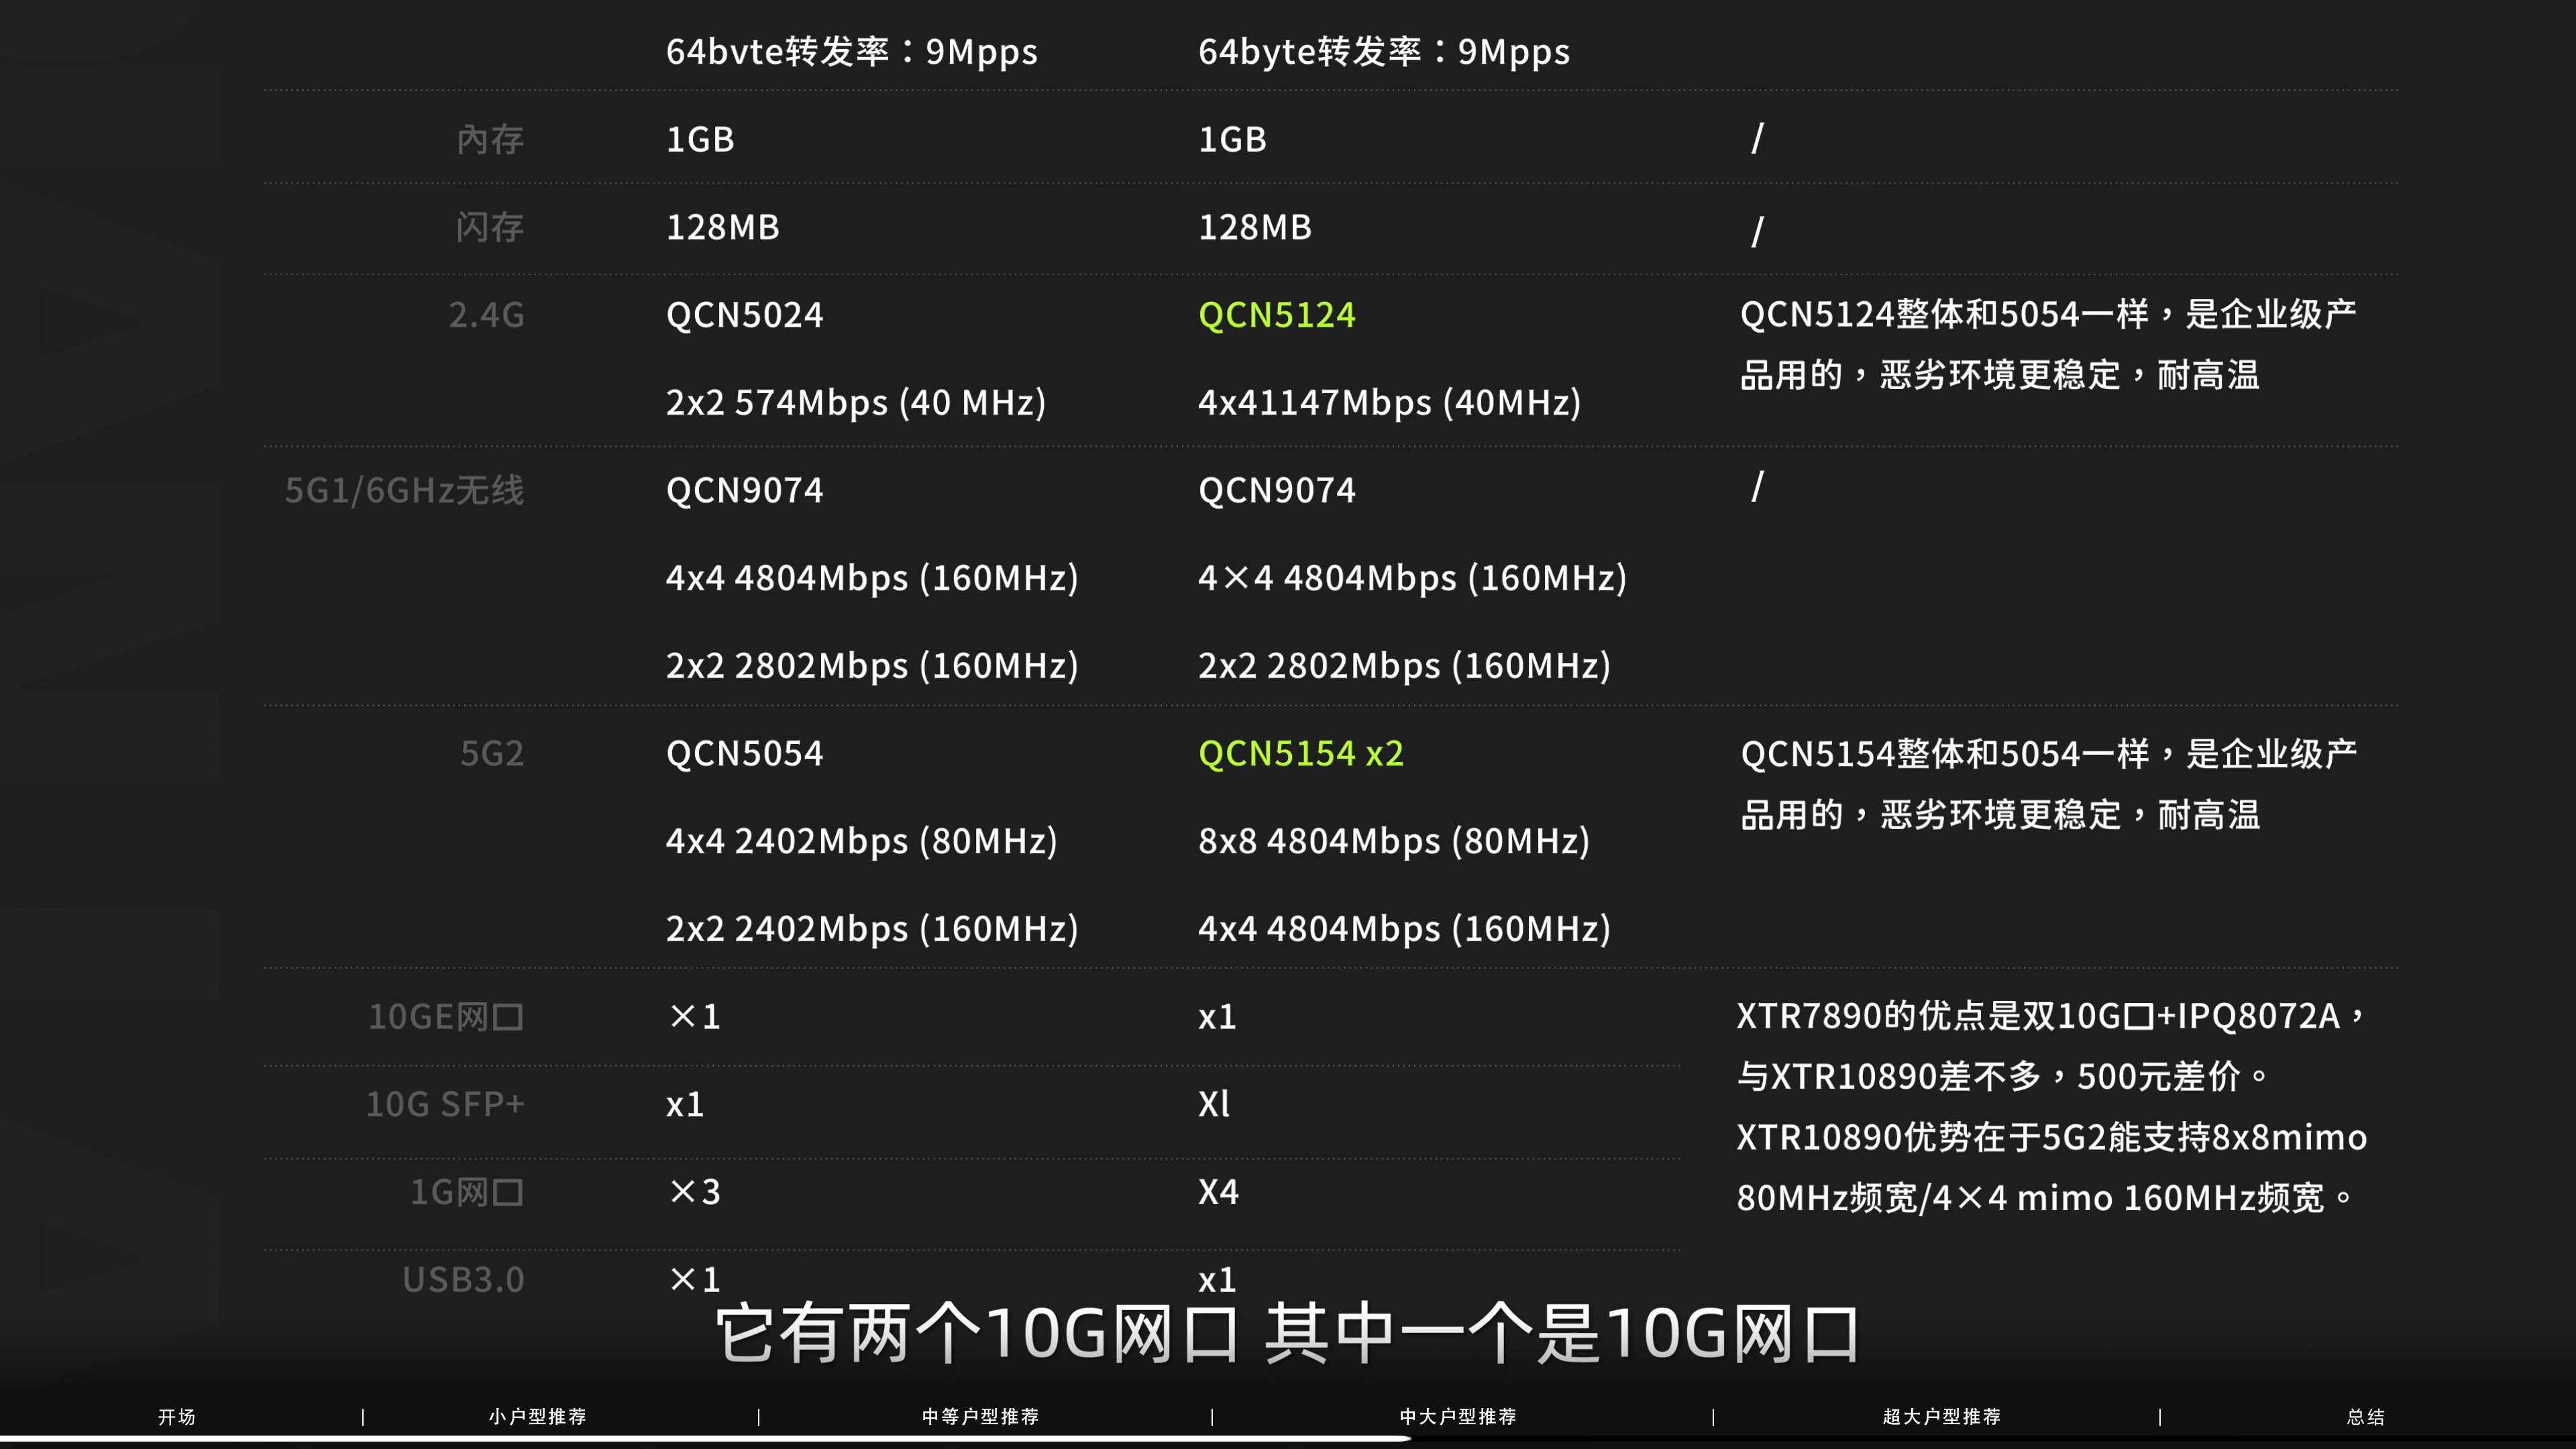 64bvte转发率：9Mpps 64byte转发率：9Mpps
內存 1GB 1GB /
闪存 128MB 128MB /
2.4G QCN5024 QCN5124 QCN5124整体和5054一样，是企业级产
品用的，恶劣环境更稳定，耐高温
2x2 574Mbps (40 MHz) 4x41147Mbps (40MHz)
5G1/6GHz无线 QCN9074 QCN9074 /
4x4 4804Mbps (160MHz) 4×4 4804Mbps (160MHz)
2x2 2802Mbps (160MHz) 2x2 2802Mbps (160MHz)
5G2 QCN5054 QCN5154 x2 QCN5154整体和5054一样，是企业级产
品用的，恶劣环境更稳定，耐高温
4x4 2402Mbps (80MHz) 8x8 4804Mbps (80MHz)
2x2 2402Mbps (160MHz) 4x4 4804Mbps (160MHz)
10GE网口 ×1 x1 XTR7890的优点是双10G口+IPQ8072A，
与XTR10890差不多，500元差价。
10G SFP+ x1 Xl
XTR10890优势在于5G2能支持8x8mimo
1G网口 ×3 X4 80MHz频宽/4×4 mimo 160MHz频宽。
USB3.0 ×1 x1
它有两个10G网口 其中一个是10G网口
开场 | 小户型推荐 | 中等户型推荐 | 中大户型推荐 | 超大户型推荐 | 总结